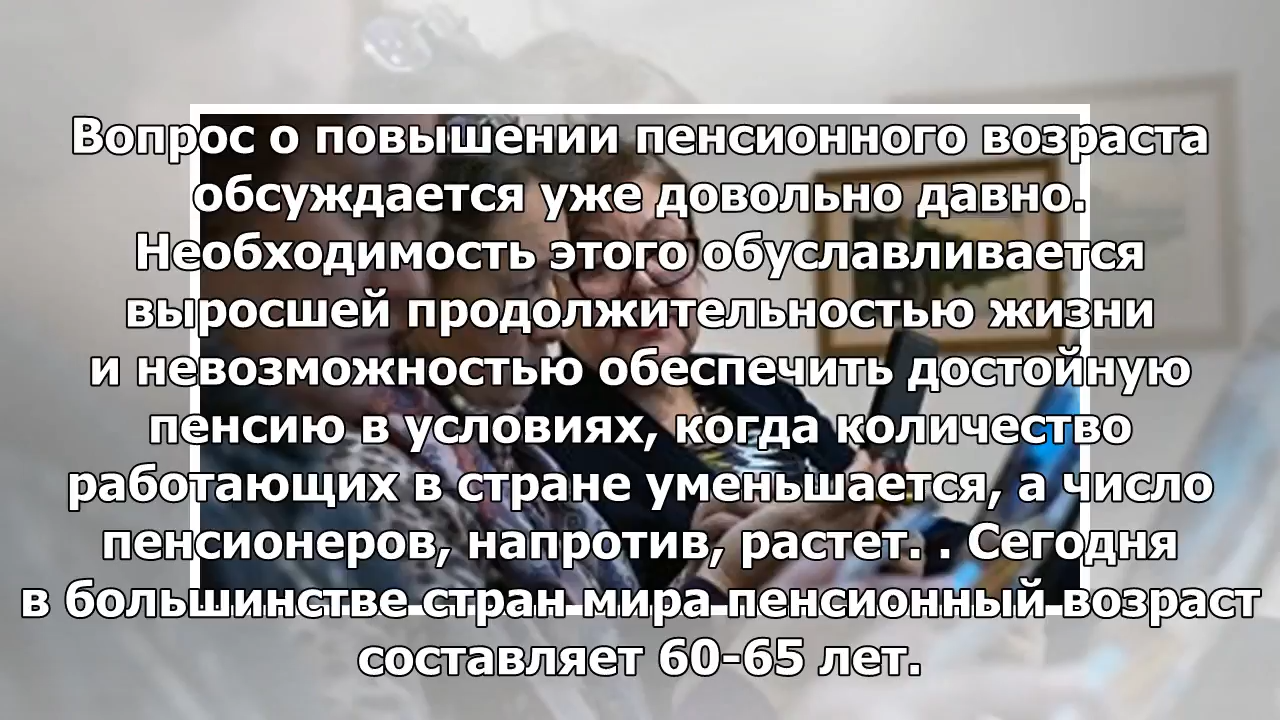 Вопрос о повышении пенсионного возраста
обсуждается уже довольно давно.
Необходимость этого обуславливается
выросшей продолжительностью жизни
и невозможностью обеспечить достойную
пенсию в условиях, когда количество
работающих в стране уменьшается, а число
пенсионеров, напротив, растет. . Сегодня
в большинстве стран мира пенсионный возраст
составляет 60-65 лет.